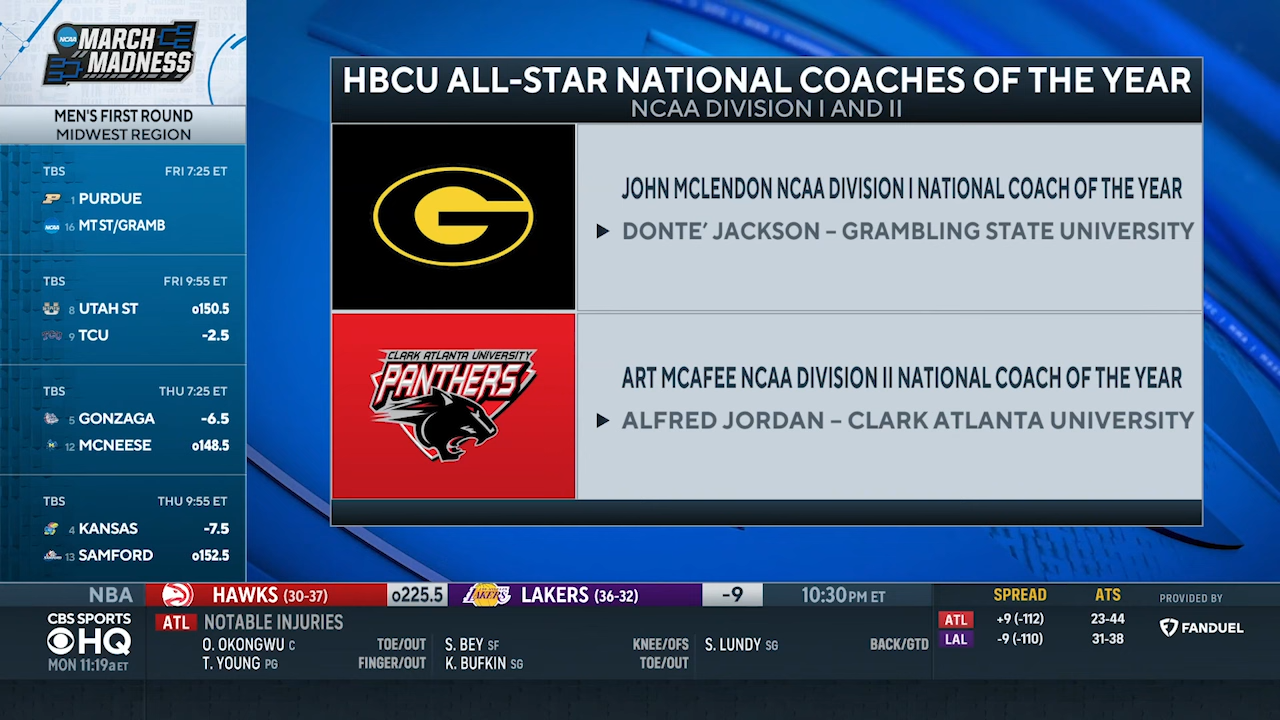 NCAA
MARCH
MADNESS
MEN'S FIRST ROUND
MIDWEST REGION
TBS FRI 7:25 ET
1 PURDUE
NCAA 16 MT ST/GRAMB
TBS FRI 9:55 ET
8 UTAH ST o150.5
TCU 9 TCU -2.5
TBS THU 7:25 ET
5 GONZAGA -6.5
12 MCNEESE o148.5
TBS THU 9:55 ET
4 KANSAS -7.5
13 SAMFORD o152.5
HBCU ALL-STAR NATIONAL COACHES OF THE YEAR
NCAA DIVISION I AND II
G
JOHN MCLENDON NCAA DIVISION I NATIONAL COACH OF THE YEAR
▶ DONTE' JACKSON – GRAMBLING STATE UNIVERSITY
CLARK ATLANTA UNIVERSITY
PANTHERS
ART MCAFEE NCAA DIVISION II NATIONAL COACH OF THE YEAR
▶ ALFRED JORDAN – CLARK ATLANTA UNIVERSITY
NBA HAWKS (30-37) o225.5 LAKERS LAKERS (36-32) -9 10:30 PM ET
CBS SPORTS
HQ
MON 11:19a ET
ATL NOTABLE INJURIES
O. OKONGWU C TOE/OUT S. BEY SF KNEE/OFS S. LUNDY SG BACK/GTD
T. YOUNG PG FINGER/OUT K. BUFKIN SG TOE/OUT
SPREAD ATS
ATL +9 (-112) 23-44
LAL -9 (-110) 31-38
PROVIDED BY
FANDUEL